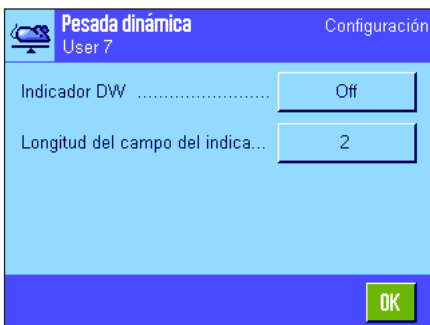 Pesada dinámica
Configuración
User 7
Indicador DW ........................ Off
Longitud del campo del indica... 2
OK